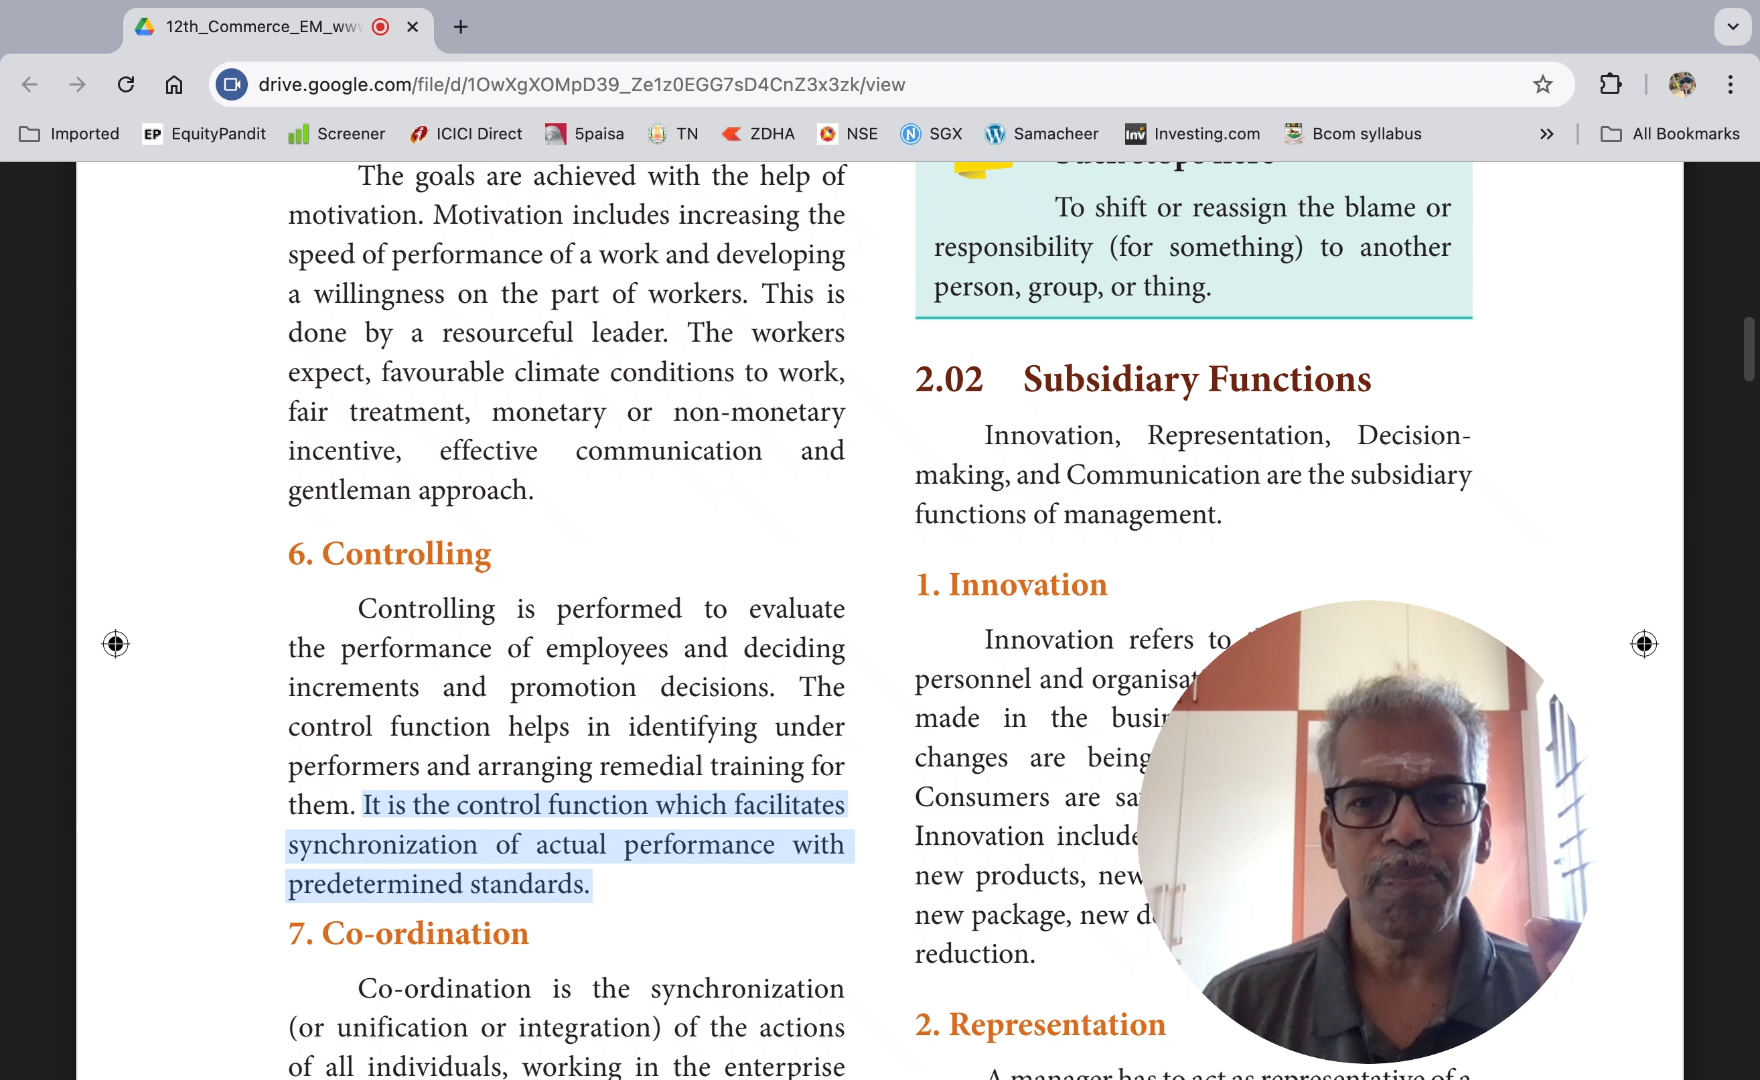 12th_Commerce_EM_ww
drive.google.com/file/d/1OwXgXOMpD39_Ze1z0EGG7sD4CnZ3x3zk/view
Imported EP EquityPandit Screener ICICI Direct 5paisa TN ZDHA NSE N SGX Samacheer Inv Investing.com Bcom syllabus » All Bookmarks
The goals are achieved with the help of
motivation. Motivation includes increasing the
speed of performance of a work and developing
a willingness on the part of workers. This is
done by a resourceful leader. The workers
expect, favourable climate conditions to work,
fair treatment, monetary or non-monetary
incentive, effective communication and
gentleman approach.
6. Controlling
Controlling is performed to evaluate
the performance of employees and deciding
increments and promotion decisions. The
control function helps in identifying under
performers and arranging remedial training for
them. It is the control function which facilitates
synchronization of actual performance with
predetermined standards.
7. Co-ordination
Co-ordination is the synchronization
(or unification or integration) of the actions
of all individuals, working in the enterprise
To shift or reassign the blame or
responsibility (for something) to another
person, group, or thing.
2.02 Subsidiary Functions
Innovation, Representation, Decision-
making, and Communication are the subsidiary
functions of management.
1. Innovation
Innovation refers to
personnel and organisat
made in the busin
changes are being
Consumers are sa
Innovation include
new products, new
new package, new d
reduction.
2. Representation
A manager has to act as representative of a